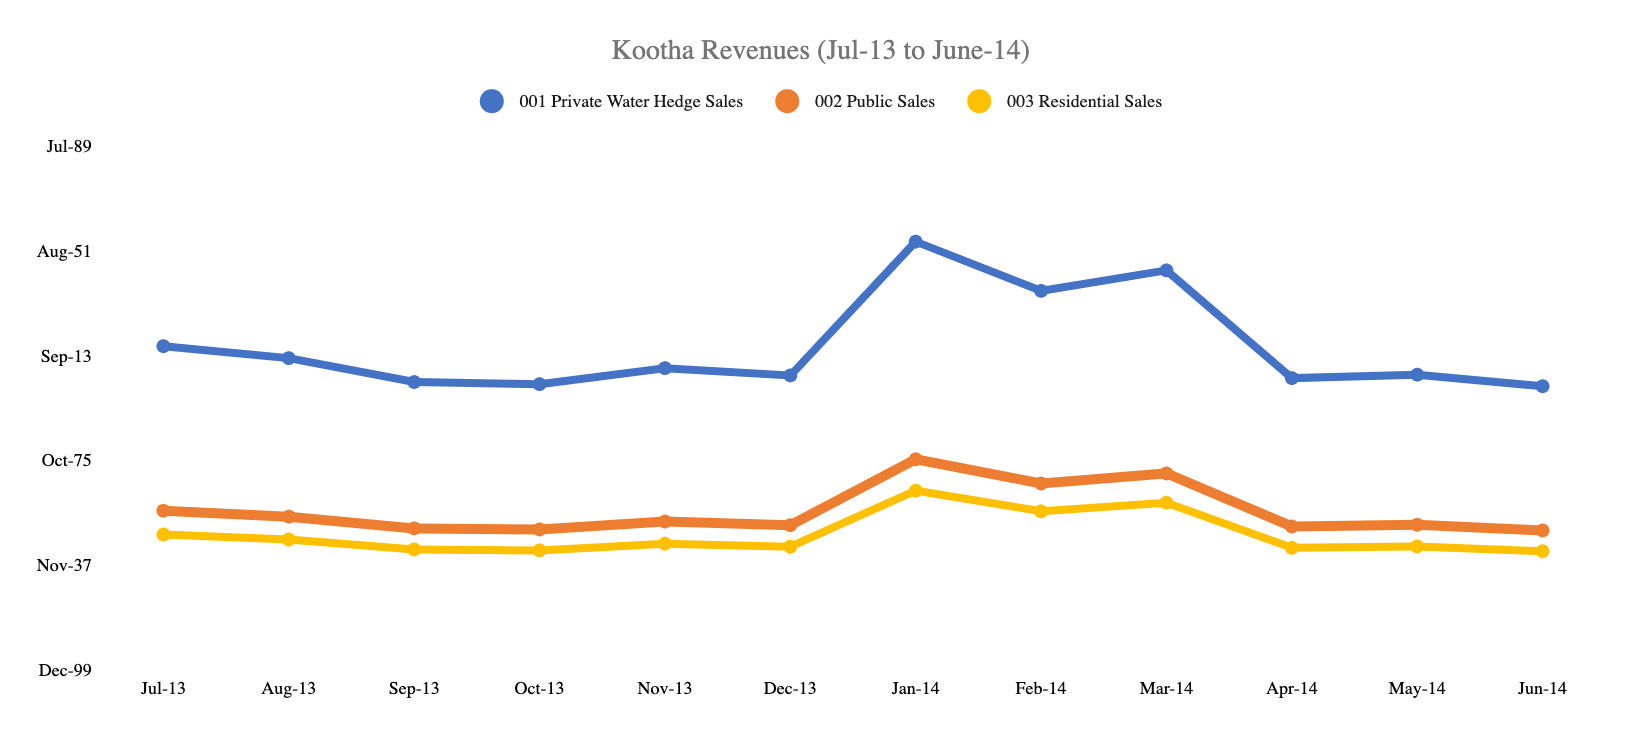 Kootha Revenues (Jul-13 to June-14)
001 Private Water Hedge Sales 002 Public Sales 003 Residential Sales
Jul-89
Aug-51
Sep-13
Oct-75
Nov-37
Dec-99
Jul-13 Aug-13 Sep-13 Oct-13 Nov-13 Dec-13 Jan-14 Feb-14 Mar-14 Apr-14 May-14 Jun-14